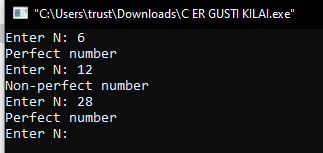 "C:\Users\trust\Downloads\C ER GUSTI KILAI.exe"
Enter N: 6
Perfect number
Enter N: 12
Non-perfect number
Enter N: 28
Perfect number
Enter N: